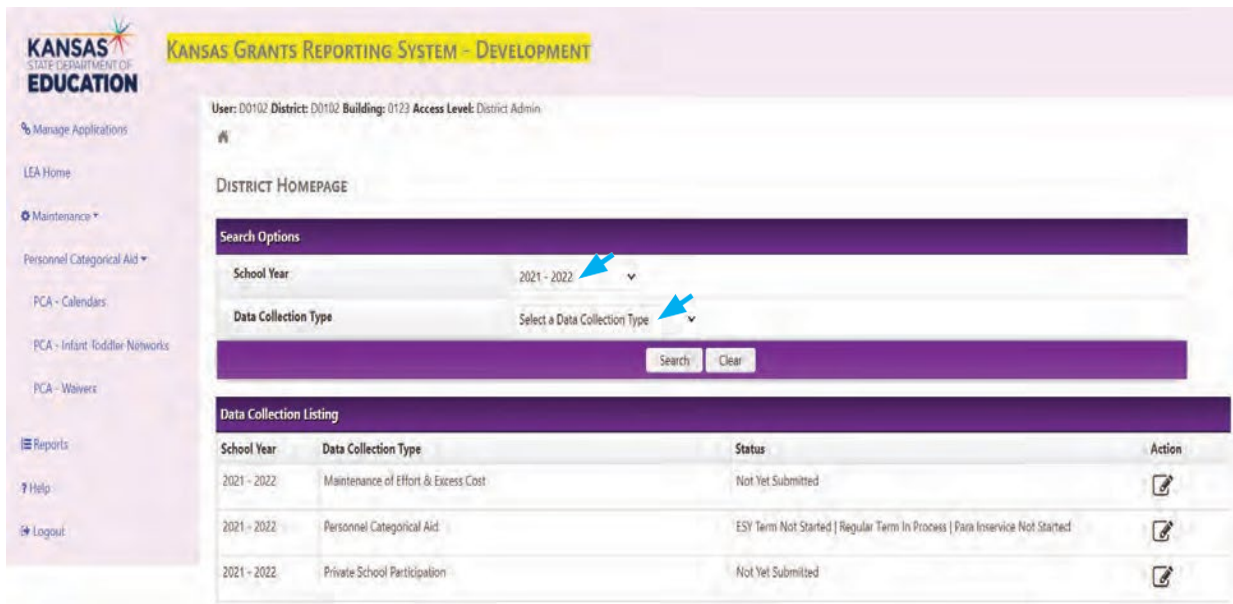 KANSAS
STATE DEPARTMENT OF
EDUCATION
KANSAS GRANTS REPORTING SYSTEM - DEVELOPMENT
User: D0102 District: D0102 Building: 0123 Access Level: District Admin
Manage Applications
LEA Home
Maintenance
Personnel Categorical Aid
PCA - Calendars
PCA - Infant Toddler Networks
PCA - Waivers
Reports
? Help
Logout
DISTRICT HOMEPAGE
Search Options
School Year 2021 - 2022
Data Collection Type Select a Data Collection Type
Search Clear
Data Collection Listing
School Year Data Collection Type Status Action
2021 - 2022 Maintenance of Effort & Excess Cost Not Yet Submitted
2021 - 2022 Personnel Categorical Aid ESY Term Not Started | Regular Term In Process | Para Inservice Not Started
2021 - 2022 Private School Participation Not Yet Submitted